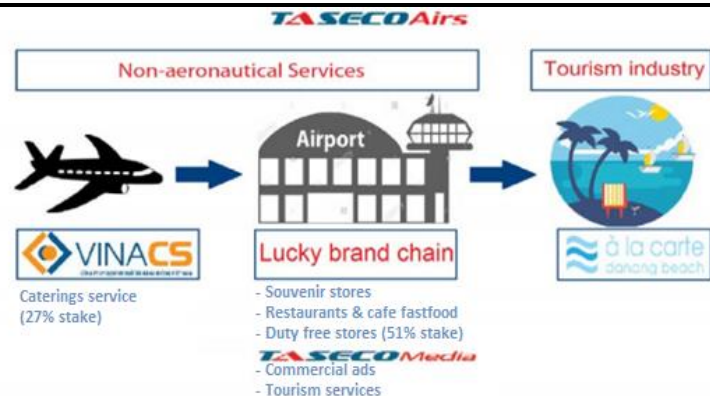 TASECOAirs
Non-aeronautical Services
Tourism industry
Airport
VINACS
Lucky brand chain
à la carte
danang beach
Caterings service
(27% stake)
- Souvenir stores
- Restaurants & cafe fastfood
- Duty free stores (51% stake)
TASECOMedia
- Commercial ads
- Tourism services